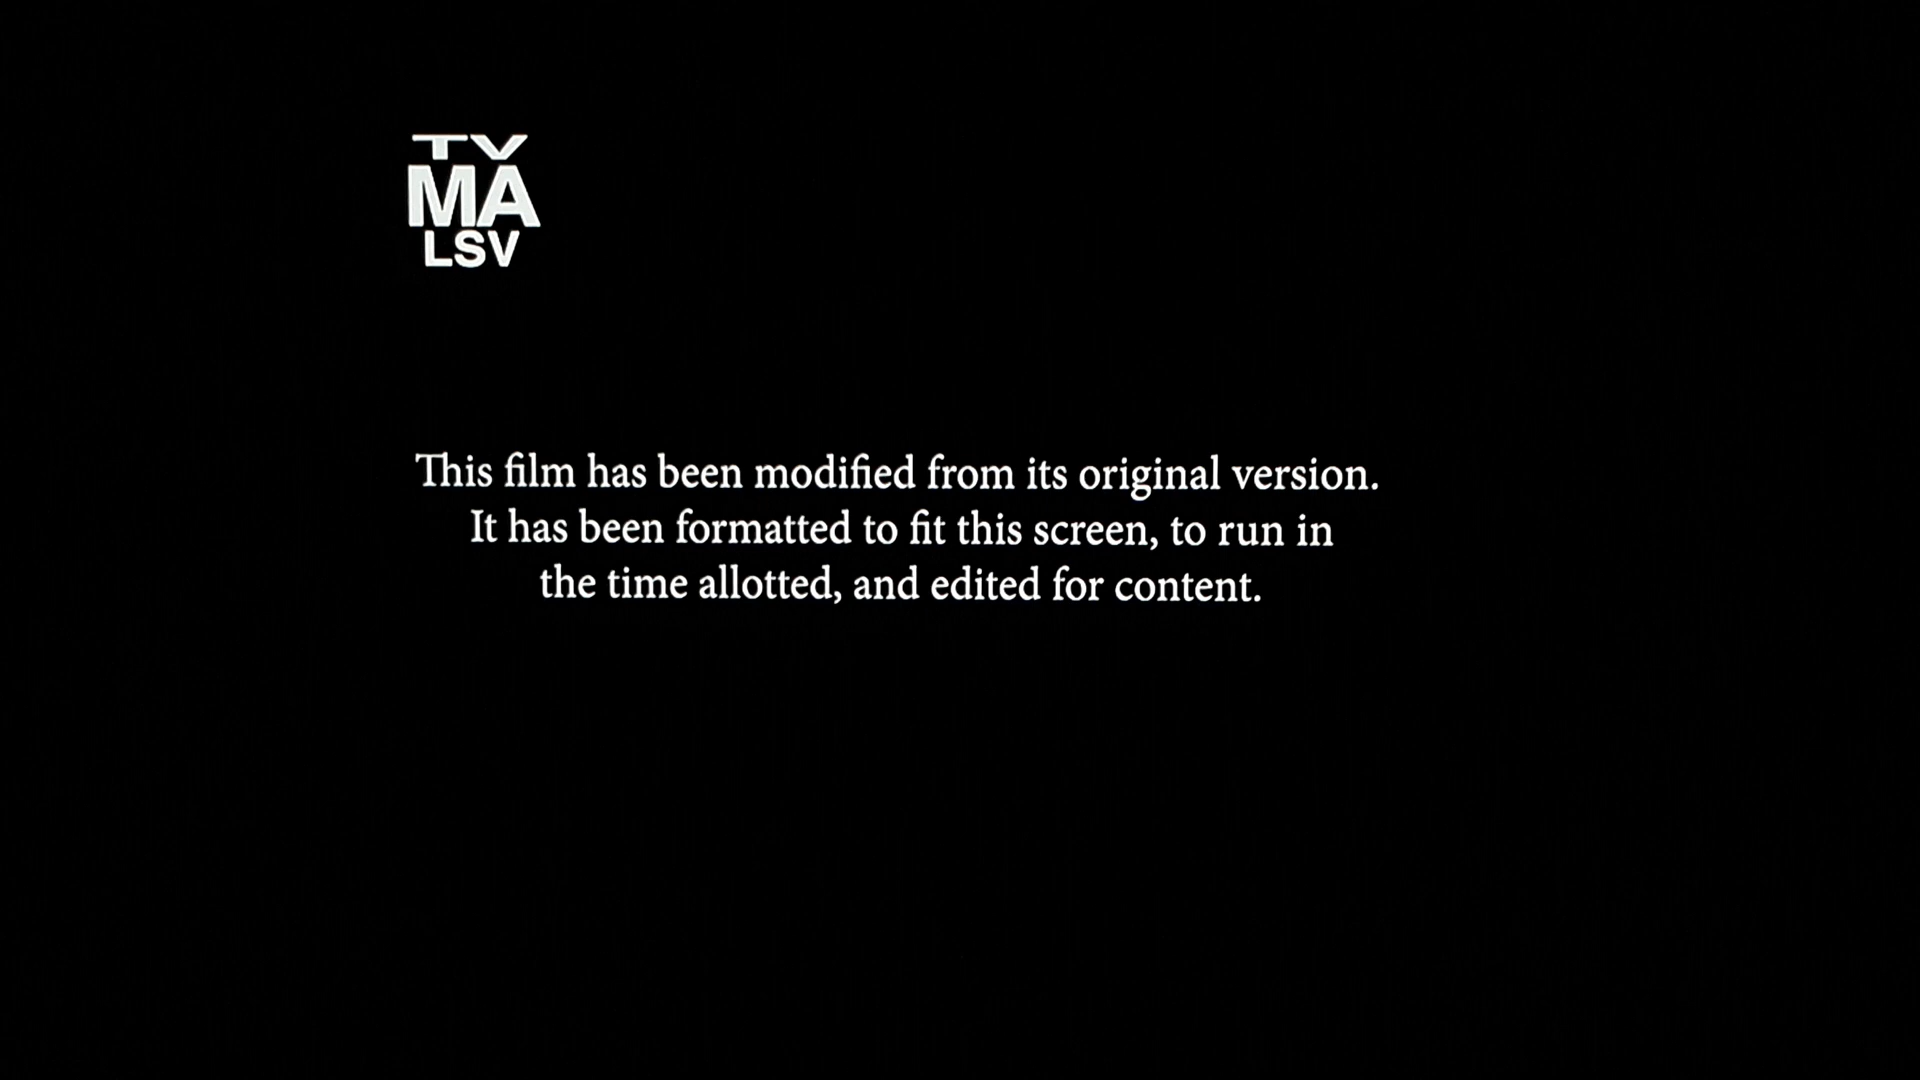 TV
MA
LSV
This film has been modified from its original version.
It has been formatted to fit this screen, to run in
the time allotted, and edited for content.